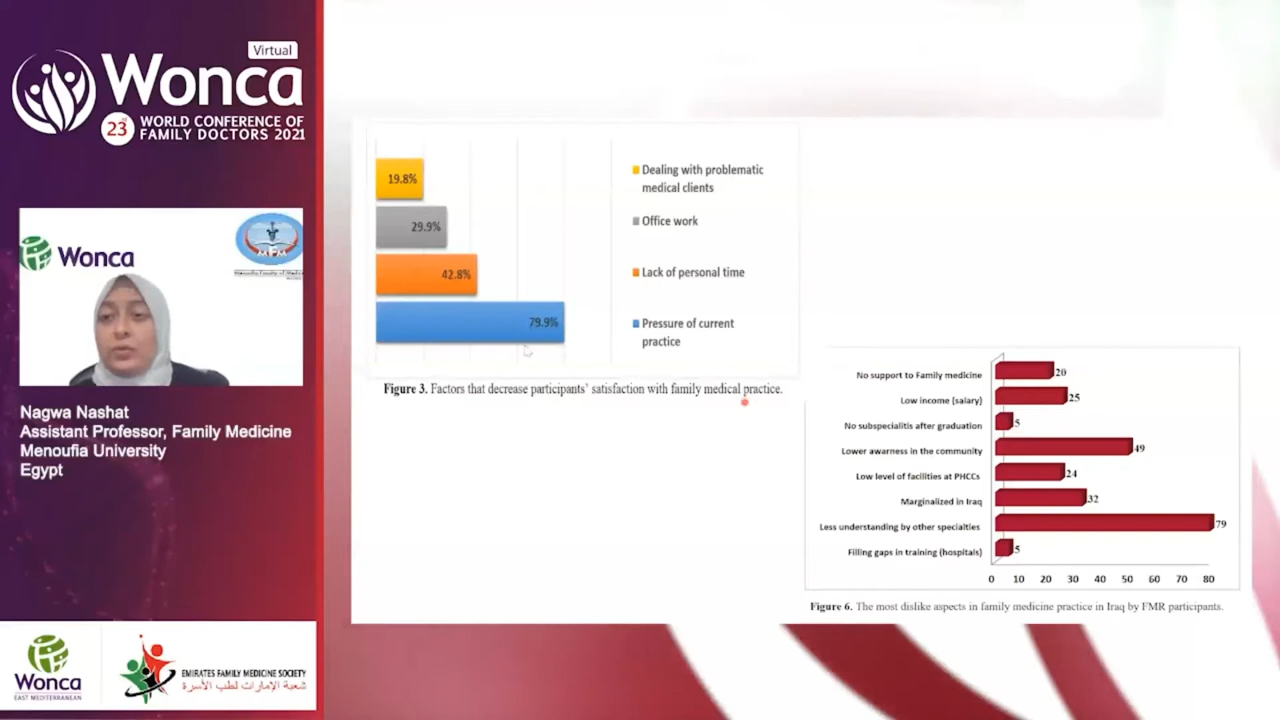 Virtual
Wonca
23
WORLD CONFERENCE OF
FAMILY DOCTORS 2021
Wonca
MFM
Nagwa Nashat
Assistant Professor, Family Medicine
Menoufia University
Egypt
Wonca
EAST MEDITERRANEAN
EMIRATES FAMILY MEDICINE SOCIETY
شعبة الإمارات لطب الأسرة
19.8%
29.9%
42.8%
79.9%
Dealing with problematic
medical clients
Office work
Lack of personal time
Pressure of current
practice
Figure 3. Factors that decrease participants' satisfaction with family medical practice.
No support to Family medicine 20
Low income (salary) 25
No subspecialitis after graduation 5
Lower awarness in the community 49
Low level of facilities at PHCCs 24
Marginalized in Iraq 32
Less understanding by other specialties 79
Filling gaps in training (hospitals) 5
0 10 20 30 40 50 60 70 80
Figure 6. The most dislike aspects in family medicine practice in Iraq by FMR participants.